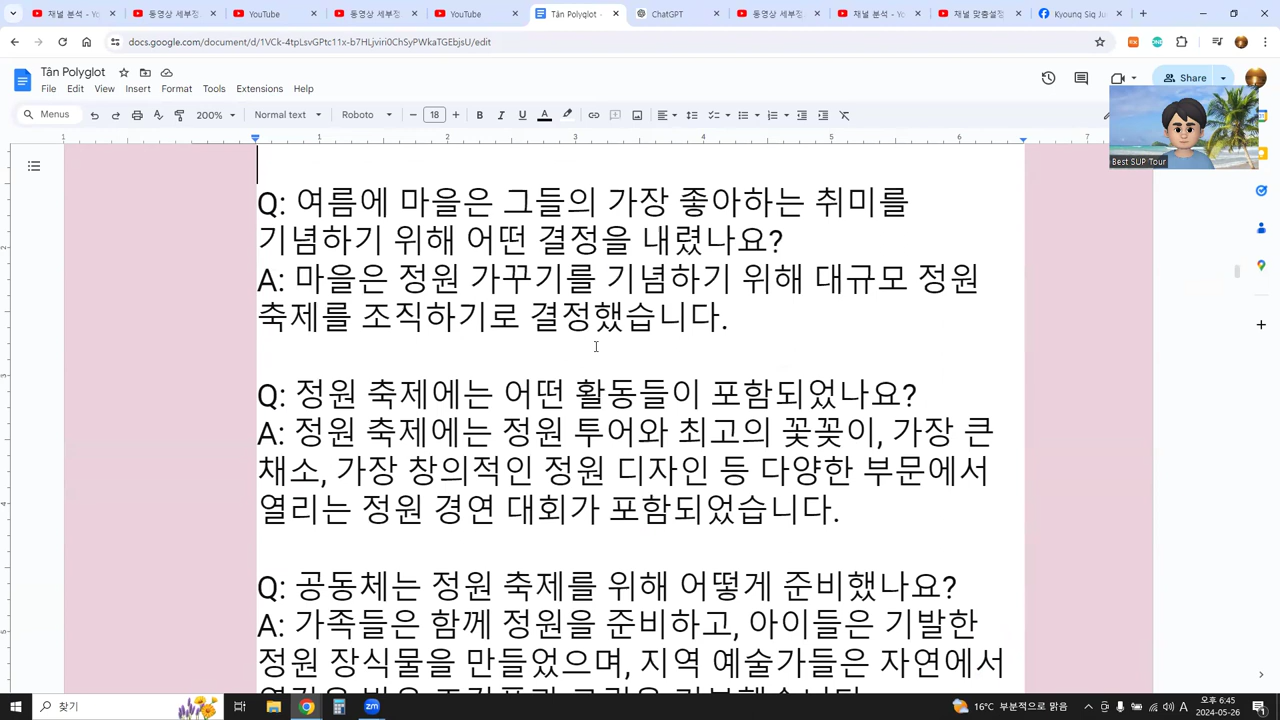 재널 분석 - Yo
동영상 세부정
YouTube
동영상 세부정
YouTube
Tân Polyglot -
ChatGPT
동영상 세부정
재널 분석 - Yo
재널 맞춤설정
Kyoung Sig Ju
docs.google.com/document/d/1VCk-4tpLsvGPtc11x-b7HLjviri0ChSyPWkaTGEbjsU/edit
Tân Polyglot
Share
File Edit View Insert Format Tools Extensions Help
Menus 200% Normal text Roboto 18 B I U A
1 1 2 3 4 5 6 7
Best SUP Tour
Q: 여름에 마을은 그들의 가장 좋아하는 취미를
기념하기 위해 어떤 결정을 내렸나요?
A: 마을은 정원 가꾸기를 기념하기 위해 대규모 정원
축제를 조직하기로 결정했습니다.
Q: 정원 축제에는 어떤 활동들이 포함되었나요?
A: 정원 축제에는 정원 투어와 최고의 꽃꽂이, 가장 큰
채소, 가장 창의적인 정원 디자인 등 다양한 부문에서
열리는 정원 경연 대회가 포함되었습니다.
Q: 공동체는 정원 축제를 위해 어떻게 준비했나요?
A: 가족들은 함께 정원을 준비하고, 아이들은 기발한
정원 장식물을 만들었으며, 지역 예술가들은 자연에서
찾기
16°C 부분적으로 맑음
A
오후 6:45
2024-05-26